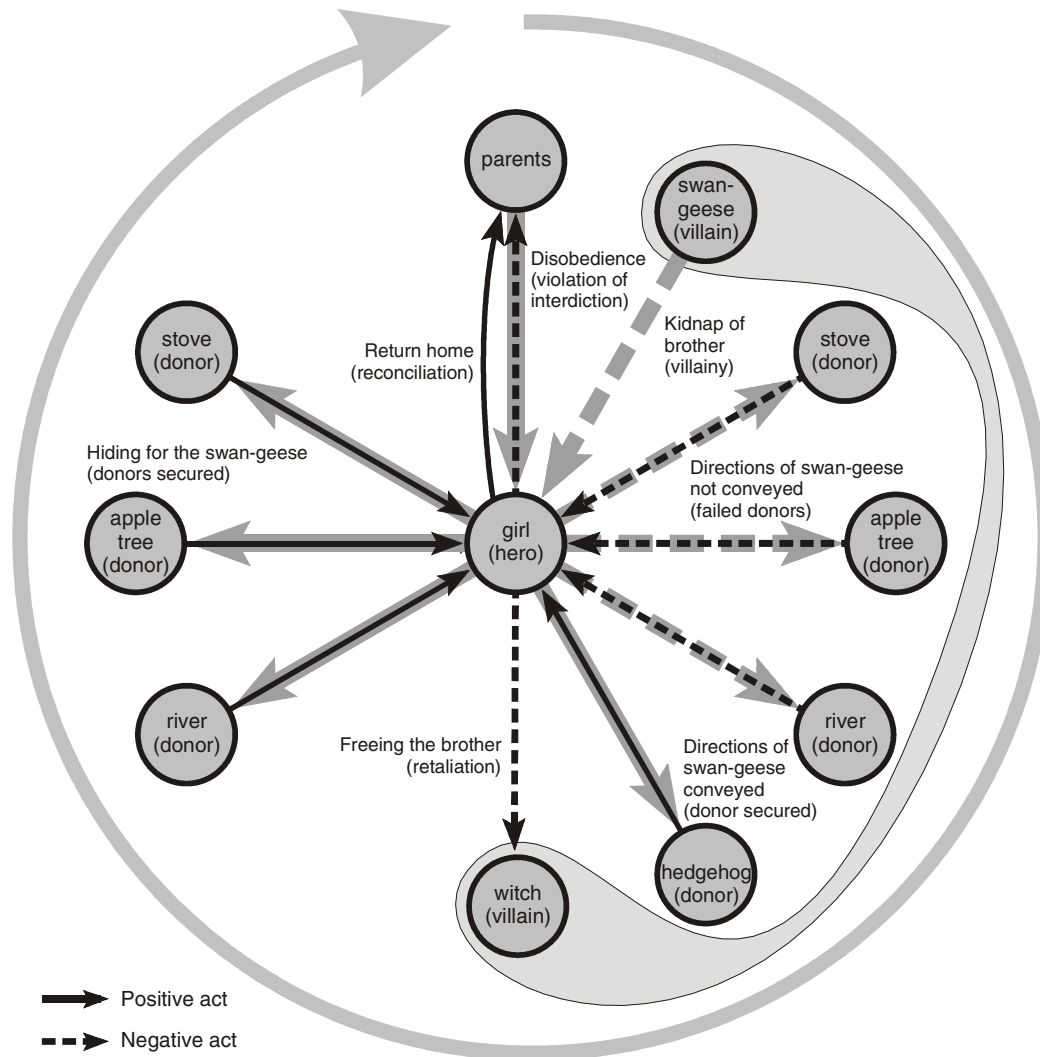 parents
swan-
geese
(villain)
Disobedience
(violation of
interdiction)
Kidnap of
brother
(villainy)
Return home
(reconciliation)
stove
(donor)
stove
(donor)
Hiding for the swan-geese
(donors secured)
Directions of swan-geese
not conveyed
(failed donors)
apple
tree
(donor)
girl
(hero)
apple
tree
(donor)
river
(donor)
river
(donor)
Freeing the brother
(retaliation)
Directions of
swan-geese
conveyed
(donor secured)
hedgehog
(donor)
witch
(villain)
Positive act
Negative act